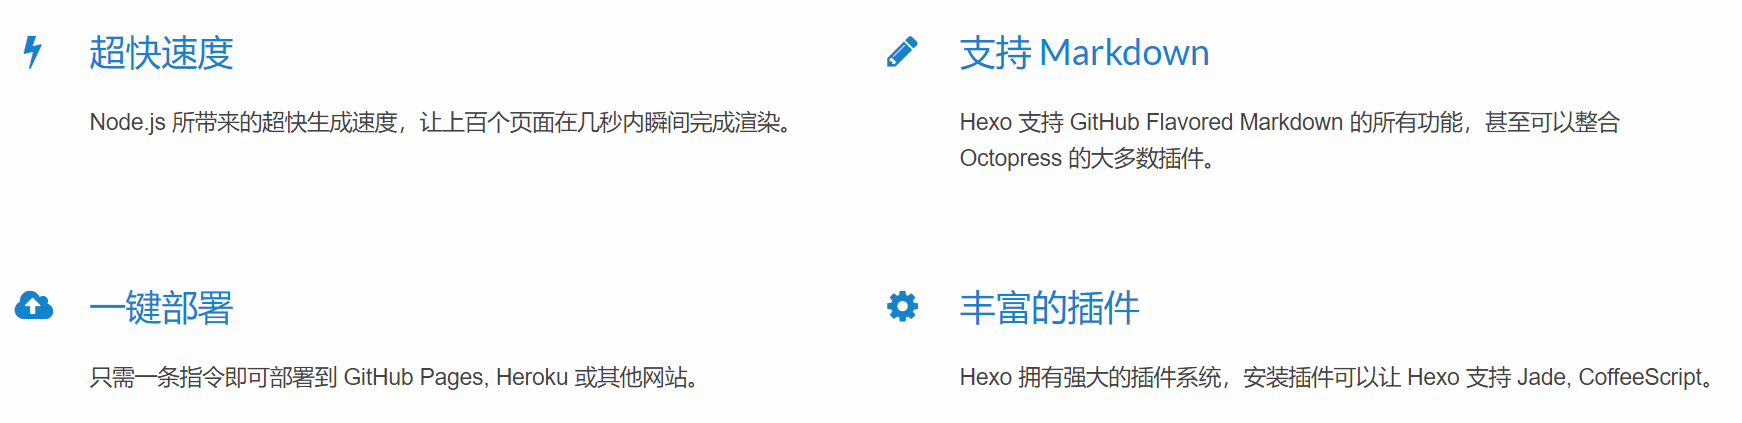 超快速度
Node.js 所带来的超快生成速度，让上百个页面在几秒内瞬间完成渲染。
支持 Markdown
Hexo 支持 GitHub Flavored Markdown 的所有功能，甚至可以整合
Octopress 的大多数插件。
一键部署
只需一条指令即可部署到 GitHub Pages, Heroku 或其他网站。
丰富的插件
Hexo 拥有强大的插件系统，安装插件可以让 Hexo 支持 Jade, CoffeeScript。